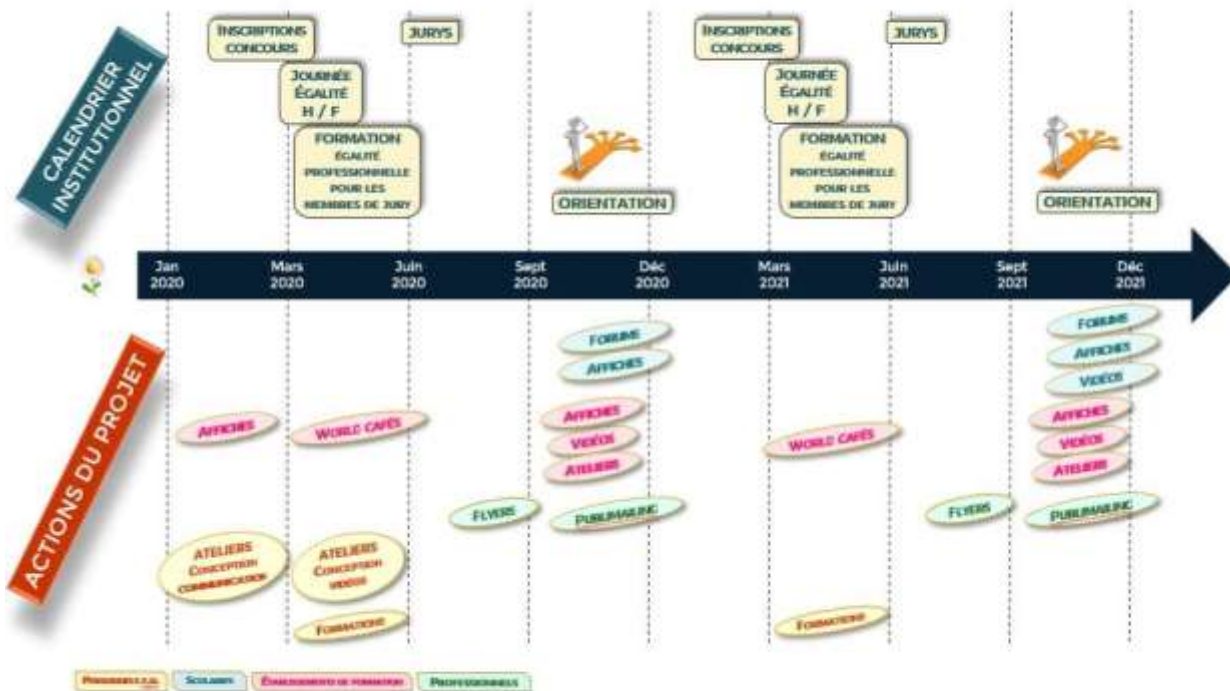 CALENDRIER
INSTITUTIONNEL
INSCRIPTIONS
CONCOURS
JURYS
JOURNÉE
ÉGALITÉ
H / F
FORMATION
ÉGALITÉ
PROFESSIONNELLE
POUR LES
MEMBRES DE JURY
ORIENTATION
INSCRIPTIONS
CONCOURS
JURYS
JOURNÉE
ÉGALITÉ
H / F
FORMATION
ÉGALITÉ
PROFESSIONNELLE
POUR LES
MEMBRES DE JURY
ORIENTATION
Jan
2020
Mars
2020
Juin
2020
Sept
2020
Déc
2020
Mars
2021
Juin
2021
Sept
2021
Déc
2021
ACTIONS DU PROJET
FORUMS
AFFICHES
AFFICHES
WORLD CAFÉS
AFFICHES
VIDÉOS
ATELIERS
FLYERS
PUBLIMAILING
ATELIERS
CONCEPTION
COMMUNICATION
ATELIERS
CONCEPTION
VIDÉOS
FORMATIONS
FORUMS
AFFICHES
VIDÉOS
WORLD CAFÉS
AFFICHES
VIDÉOS
ATELIERS
FLYERS
PUBLIMAILING
FORMATIONS
SCOLAIRES
ÉTABLISSEMENTS DE FORMATION
PROFESSIONNELS